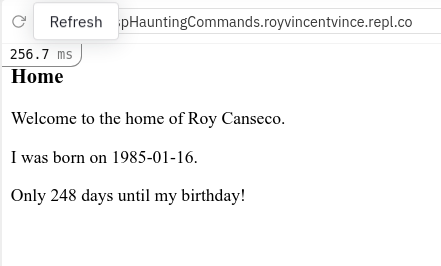 Refresh
spHauntingCommands.royvincentvince.repl.co
256.7 ms
Home
Welcome to the home of Roy Canseco.
I was born on 1985-01-16.
Only 248 days until my birthday!